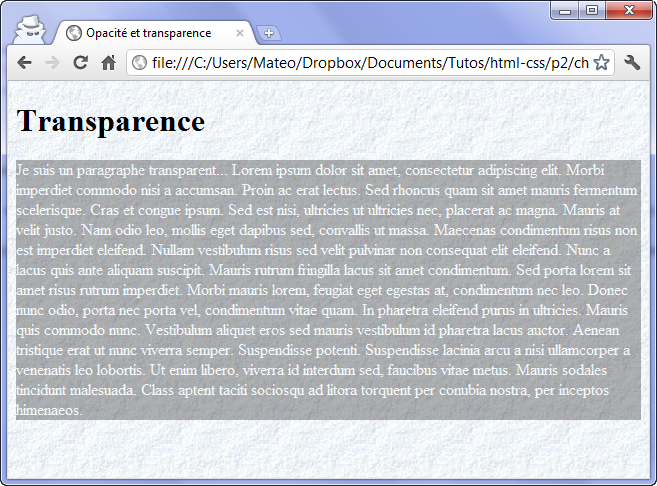 Opacité et transparence
file:///C:/Users/Mateo/Dropbox/Documents/Tutos/html-css/p2/ch
Transparence
Je suis un paragraphe transparent... Lorem ipsum dolor sit amet, consectetur adipiscing elit. Morbi
imperdiet commodo nisi a accumsan. Proin ac erat lectus. Sed rhoncus quam sit amet mauris fermentum
scelerisque. Cras et congue ipsum. Sed est nisi, ultricies ut ultricies nec, placerat ac magna. Mauris at
velit justo. Nam odio leo, mollis eget dapibus sed, convallis ut massa. Maecenas condimentum risus non
est imperdiet eleifend. Nullam vestibulum risus sed velit pulvinar non consequat elit eleifend. Nunc a
lacus quis ante aliquam suscipit. Mauris rutrum fringilla lacus sit amet condimentum. Sed porta lorem sit
amet risus rutrum imperdiet. Morbi mauris lorem, feugiat eget egestas at, condimentum nec leo. Donec
nunc odio, porta nec porta vel, condimentum vitae quam. In pharetra eleifend purus in ultricies. Mauris
quis commodo nunc. Vestibulum aliquet eros sed mauris vestibulum id pharetra lacus auctor. Aenean
tristique erat ut nunc viverra semper. Suspendisse potenti. Suspendisse lacinia arcu a nisi ullamcorper a
venenatis leo lobortis. Ut enim libero, viverra id interdum sed, faucibus vitae metus. Mauris sodales
tincidunt malesuada. Class aptent taciti sociosqu ad litora torquent per conubia nostra, per inceptos
himenaeos.